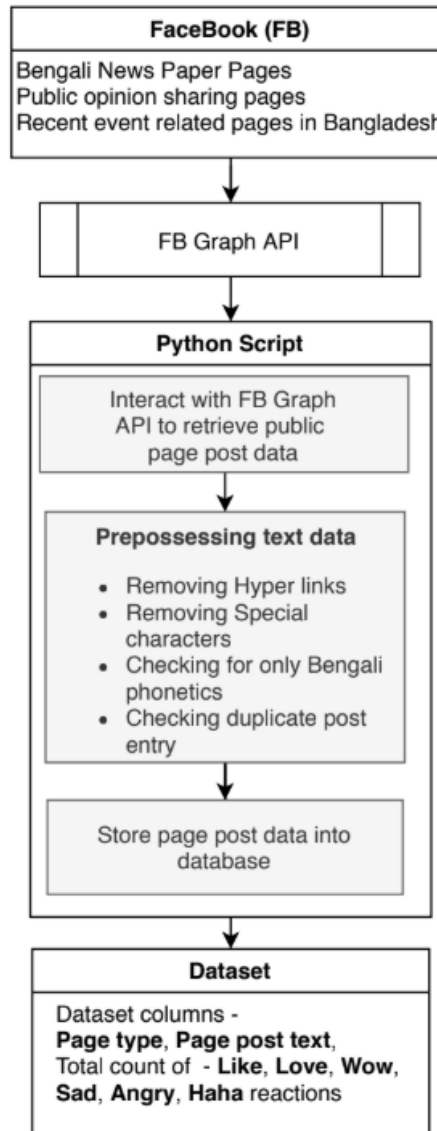 FaceBook (FB)
Bengali News Paper Pages
Public opinion sharing pages
Recent event related pages in Bangladesh
FB Graph API
Python Script
Interact with FB Graph
API to retrieve public
page post data
Prepossessing text data
• Removing Hyper links
• Removing Special
characters
• Checking for only Bengali
phonetics
• Checking duplicate post
entry
Store page post data into
database
Dataset
Dataset columns -
Page type, Page post text,
Total count of - Like, Love, Wow,
Sad, Angry, Haha reactions